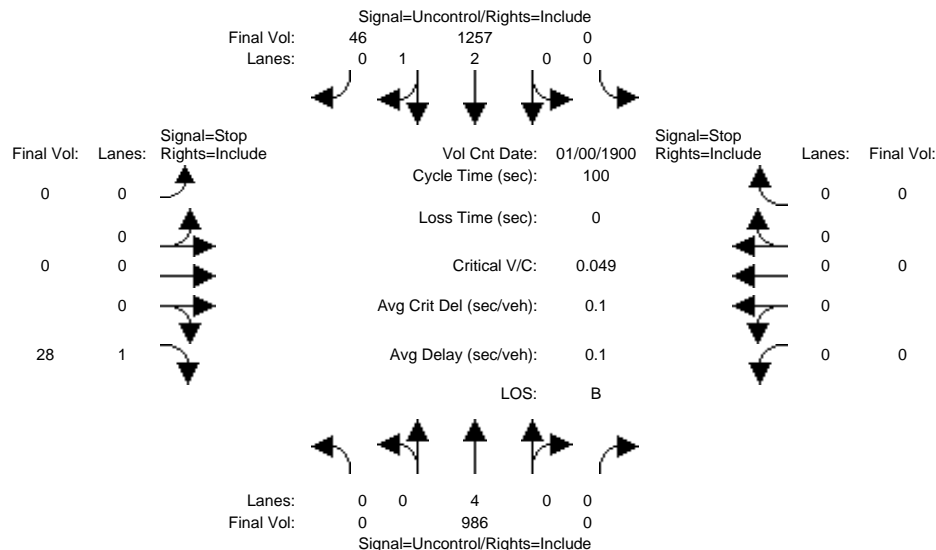 Signal=Uncontrol/Rights=Include
Final Vol: 46 1257 0
Lanes: 0 1 2 0 0
Signal=Stop Signal=Stop
Final Vol: Lanes: Rights=Include Vol Cnt Date: 01/00/1900 Rights=Include Lanes: Final Vol:
Cycle Time (sec): 100
0 0 0 0
Loss Time (sec): 0
0 0
0 0 Critical V/C: 0.049 0 0
0 Avg Crit Del (sec/veh): 0.1 0
28 1 Avg Delay (sec/veh): 0.1 0 0
LOS: B
Lanes: 0 0 4 0 0
Final Vol: 0 986 0
Signal=Uncontrol/Rights=Include